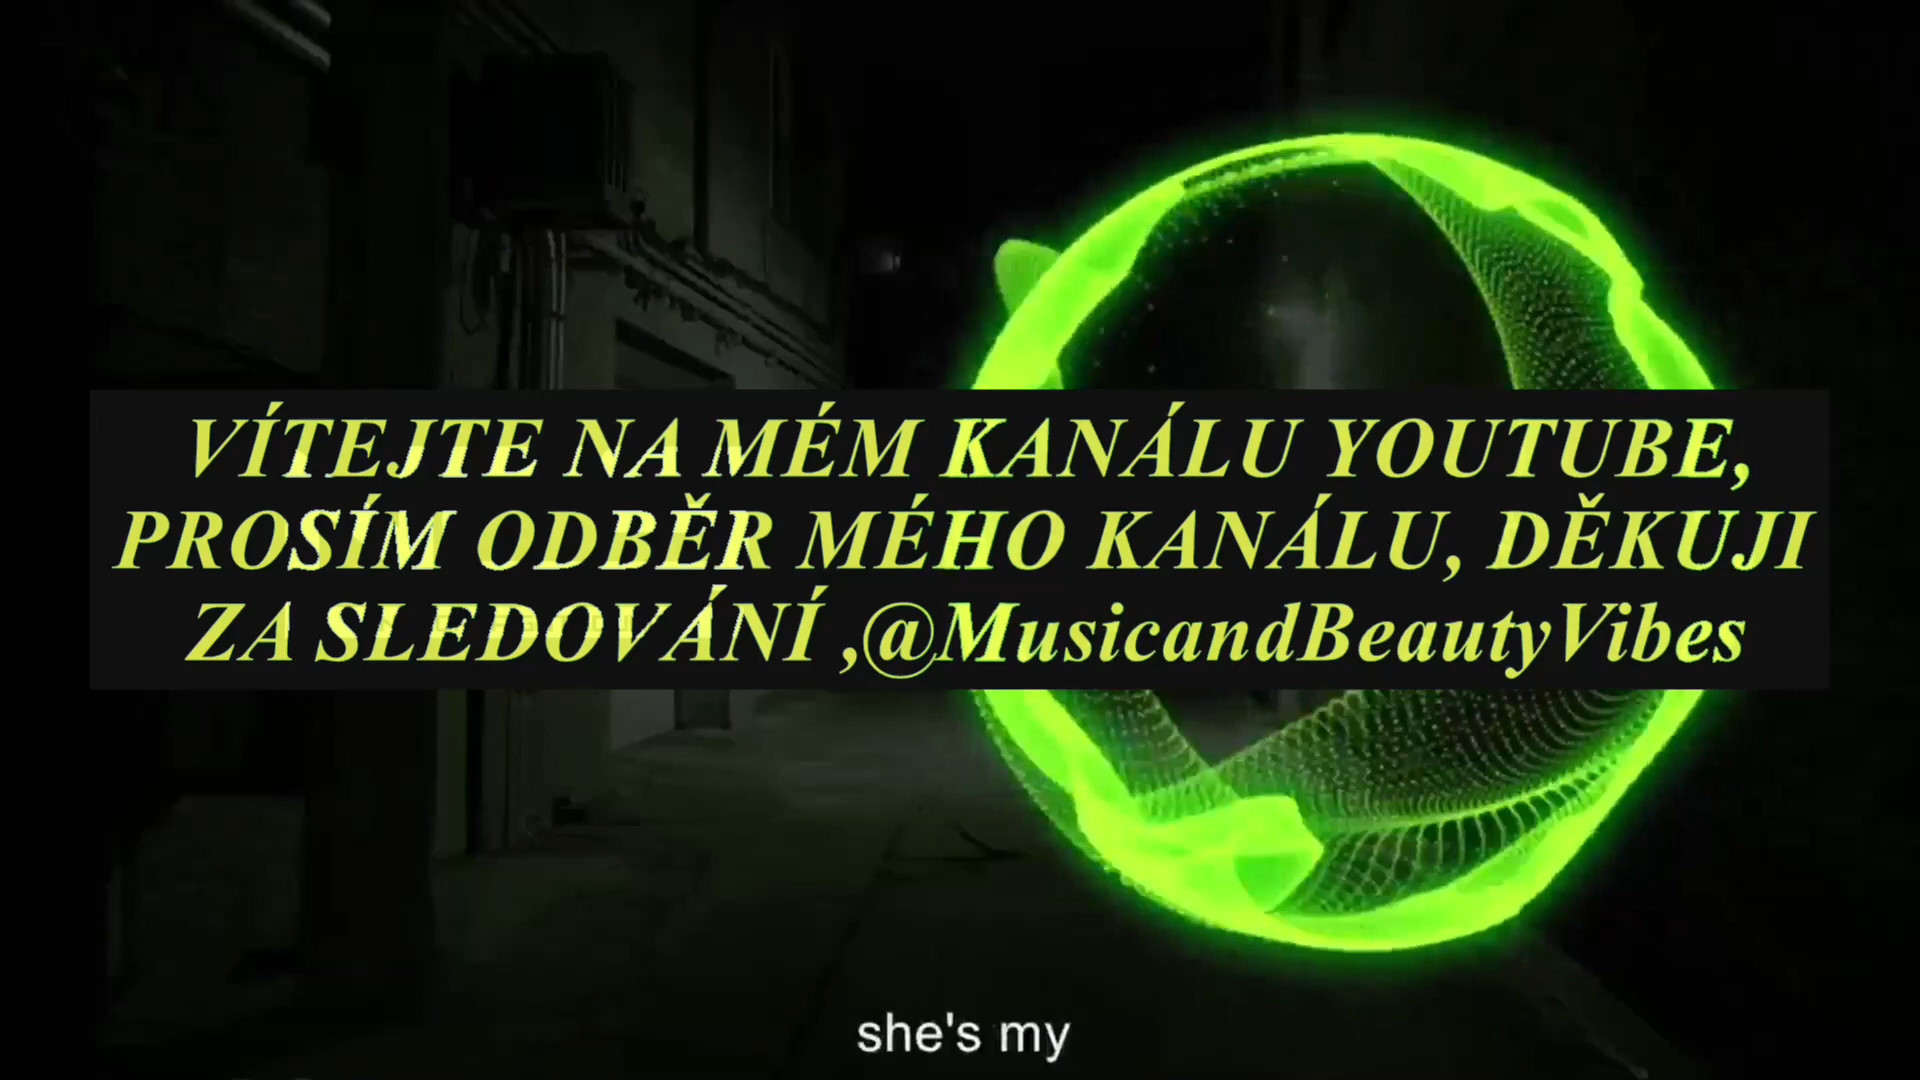 VÍTEJTE NA MÉM KANÁLU YOUTUBE,
PROSÍM ODBĚR MÉHO KANÁLU, DĚKUJI
ZA SLEDOVÁNÍ ,@MusicandBeautyVibes
she's my